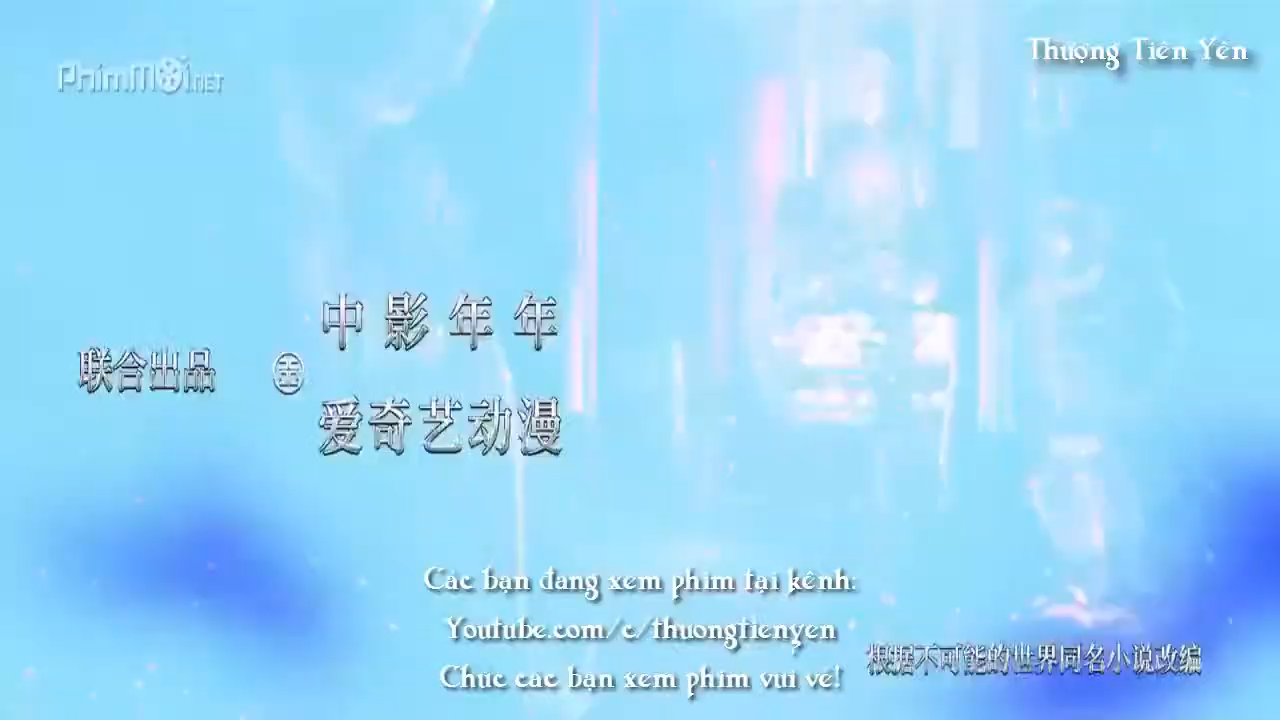 Thượng Tiên Yên
PhimMới.NET
中影年年
联合出品
爱奇艺动漫
Các bạn đang xem phim tại kênh:
Youtube.com/c/thuongtienyen
Chúc các bạn xem phim vui vẻ!
根据不可能的世界同名小说改编